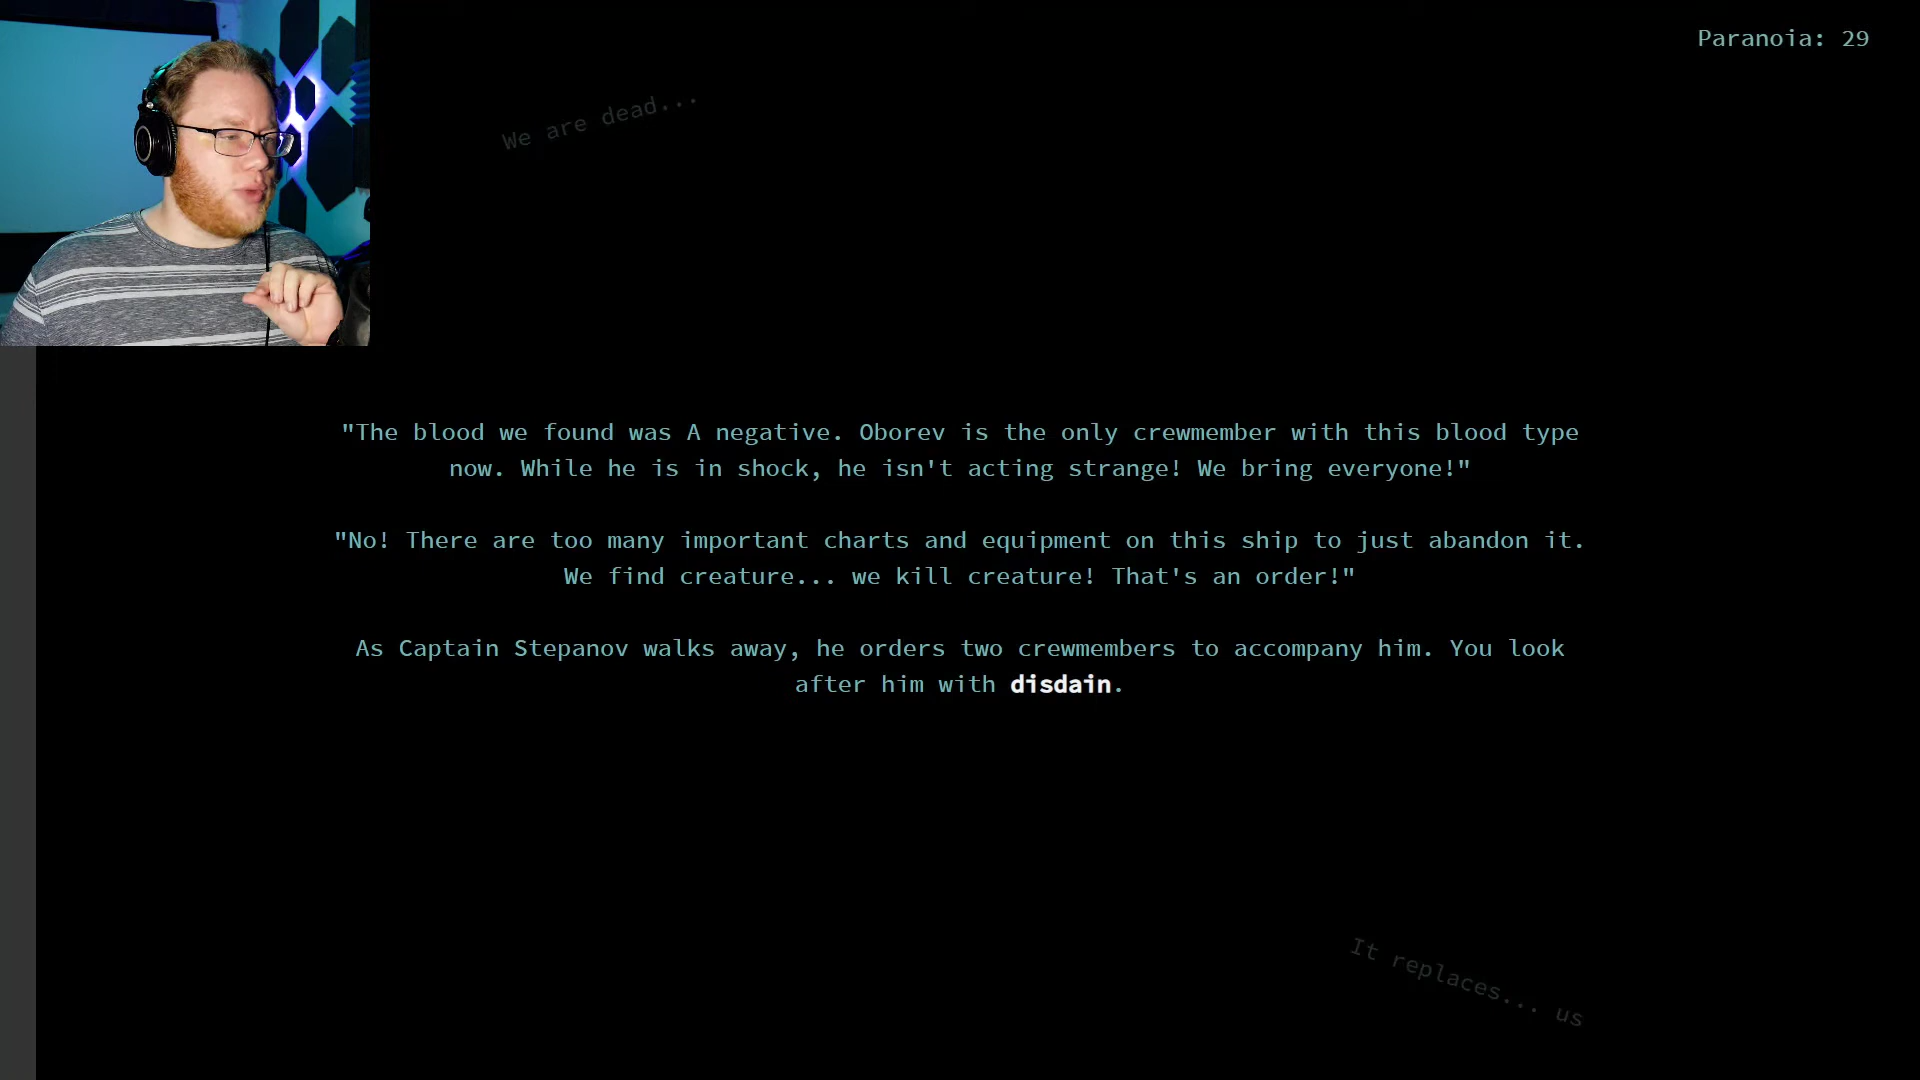 Paranoia: 29
We are dead...
"The blood we found was A negative. Oborev is the only crewmember with this blood type
now. While he is in shock, he isn't acting strange! We bring everyone!"
"No! There are too many important charts and equipment on this ship to just abandon it.
We find creature... we kill creature! That's an order!"
As Captain Stepanov walks away, he orders two crewmembers to accompany him. You look
after him with disdain.
It replaces... us